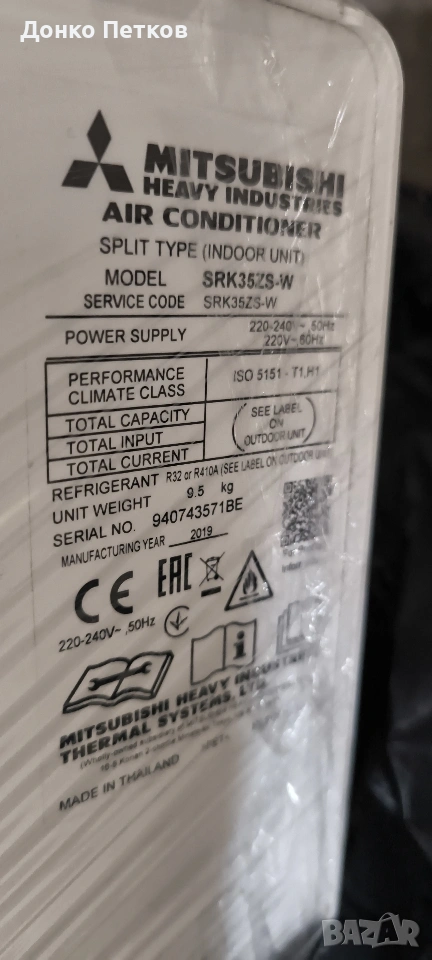 Донко Петков
MITSUBISHI
HEAVY INDUSTRIES
AIR CONDITIONER
SPLIT TYPE (INDOOR UNIT)
MODEL SRK35ZS-W
SERVICE CODE SRK35ZS-W
POWER SUPPLY 220-240V~,50Hz
220V~,60Hz
PERFORMANCE CLIMATE CLASS ISO 5151 - T1,H1
TOTAL CAPACITY
TOTAL INPUT
TOTAL CURRENT
SEE LABEL
ON
OUTDOOR UNIT
REFRIGERANT R32 or R410A (SEE LABEL ON OUTDOOR UNIT)
UNIT WEIGHT 9.5 kg
SERIAL NO. 940743571BE
MANUFACTURING YEAR 2019
CE EAC
220-240V~,50Hz
MITSUBISHI HEAVY INDUSTRIES
THERMAL SYSTEMS, LTD.
MADE IN THAILAND
BAZAR